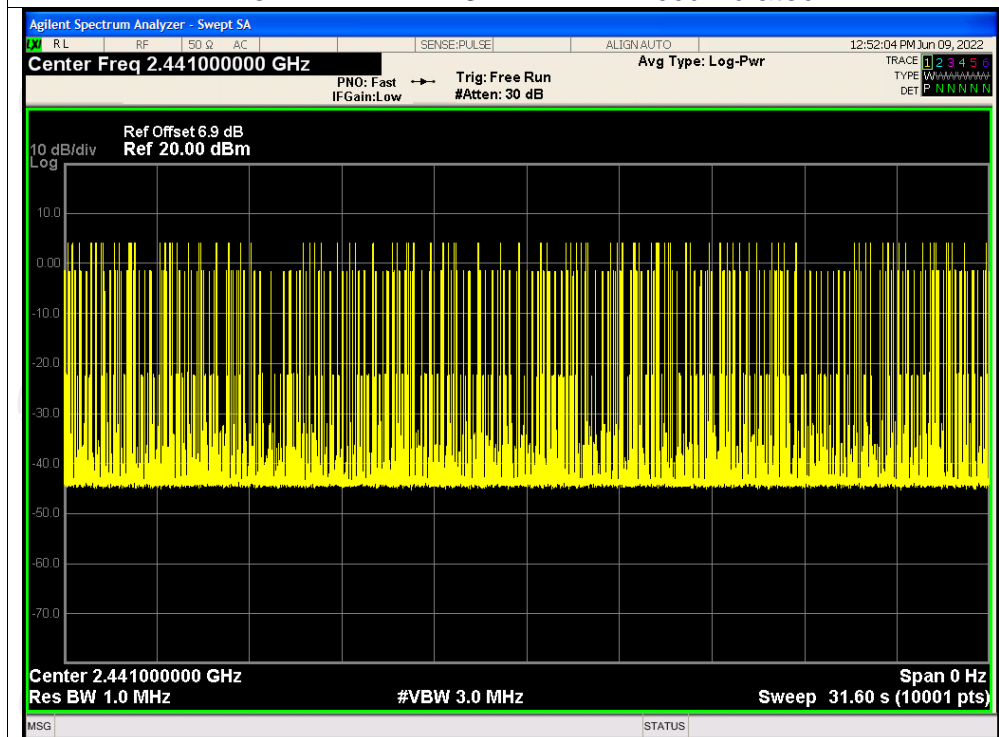 Agilent Spectrum Analyzer - Swept SA
LXI RL RF 50 Ω AC SENSE:PULSE ALIGN AUTO 12:52:04 PM Jun 09, 2022
Center Freq 2.441000000 GHz
PNO: Fast
IFGain:Low
Trig: Free Run
#Atten: 30 dB
Avg Type: Log-Pwr
TRACE 1 2 3 4 5 6
TYPE W
DET P N N N N N
Ref Offset 6.9 dB
10 dB/div Ref 20.00 dBm
Log
10.0
0.00
-10.0
-20.0
-30.0
-40.0
-50.0
-60.0
-70.0
Center 2.441000000 GHz Span 0 Hz
Res BW 1.0 MHz #VBW 3.0 MHz Sweep 31.60 s (10001 pts)
MSG STATUS